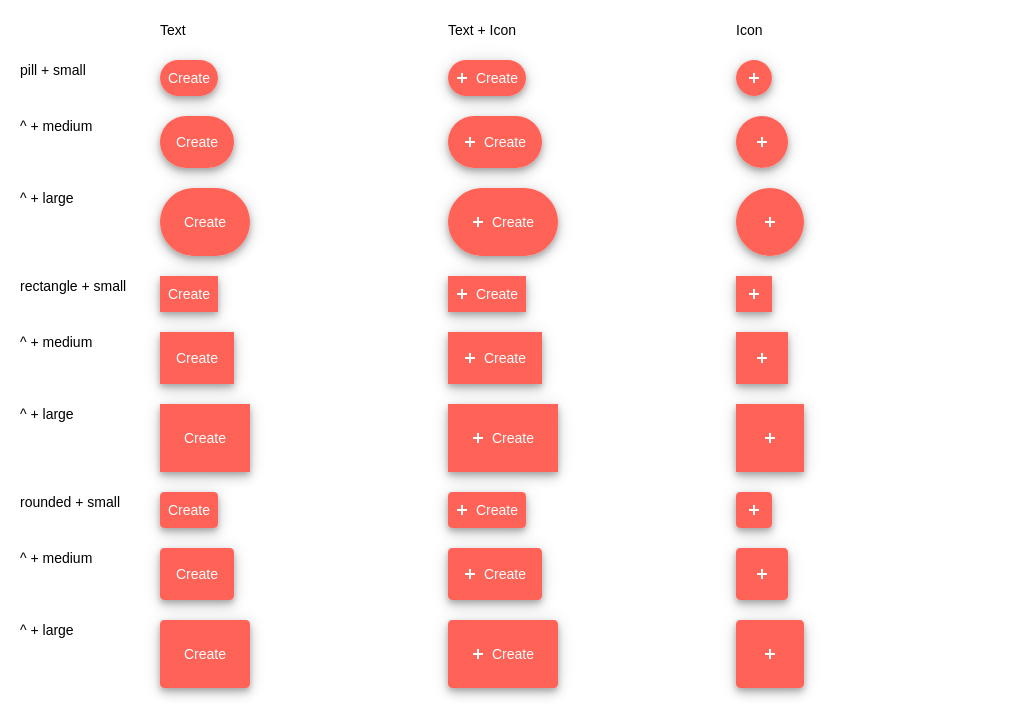 Text Text + Icon Icon
pill + small Create + Create +
^ + medium Create + Create +
^ + large Create + Create +
rectangle + small Create + Create +
^ + medium Create + Create +
^ + large Create + Create +
rounded + small Create + Create +
^ + medium Create + Create +
^ + large Create + Create +